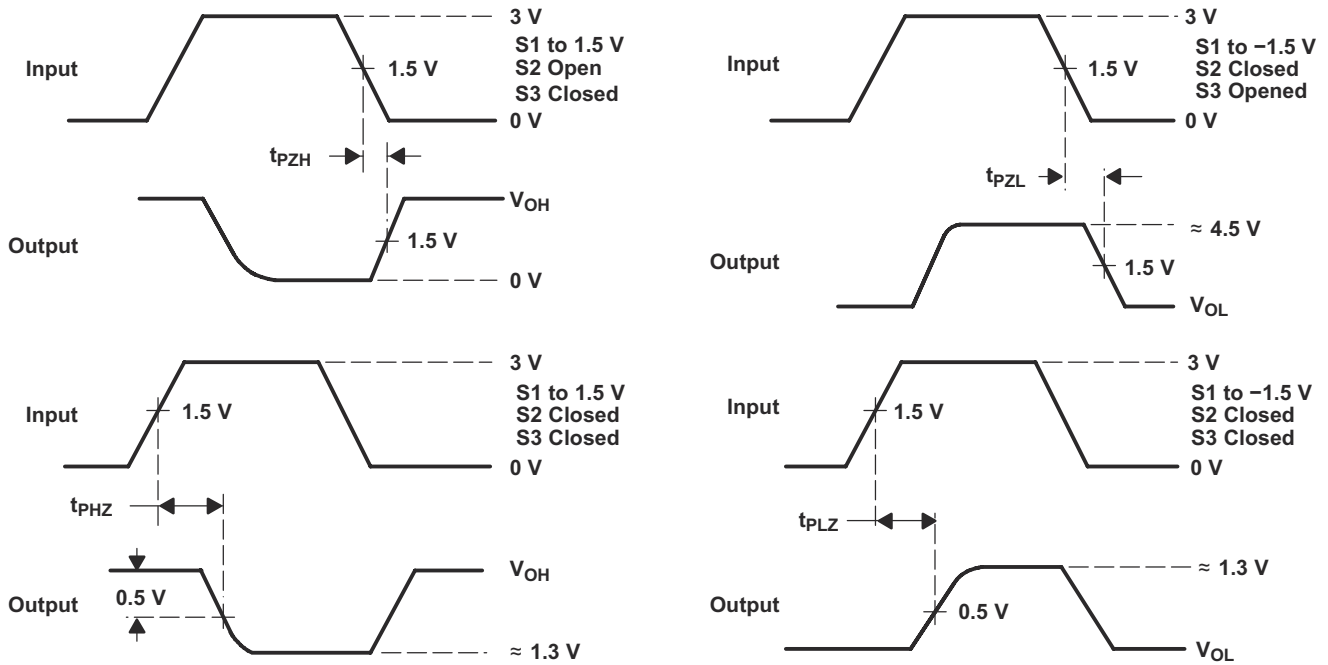 3 V
S1 to 1.5 V
Input
1.5 V
S2 Open
S3 Closed
0 V
tPZH
VOH
Output
1.5 V
0 V
3 V
S1 to −1.5 V
Input
1.5 V
S2 Closed
S3 Opened
0 V
tPZL
≈ 4.5 V
Output
1.5 V
VOL
3 V
S1 to 1.5 V
Input
1.5 V
S2 Closed
S3 Closed
0 V
tPHZ
VOH
Output
0.5 V
≈ 1.3 V
3 V
S1 to −1.5 V
Input
1.5 V
S2 Closed
S3 Closed
0 V
tPLZ
≈ 1.3 V
Output
0.5 V
VOL